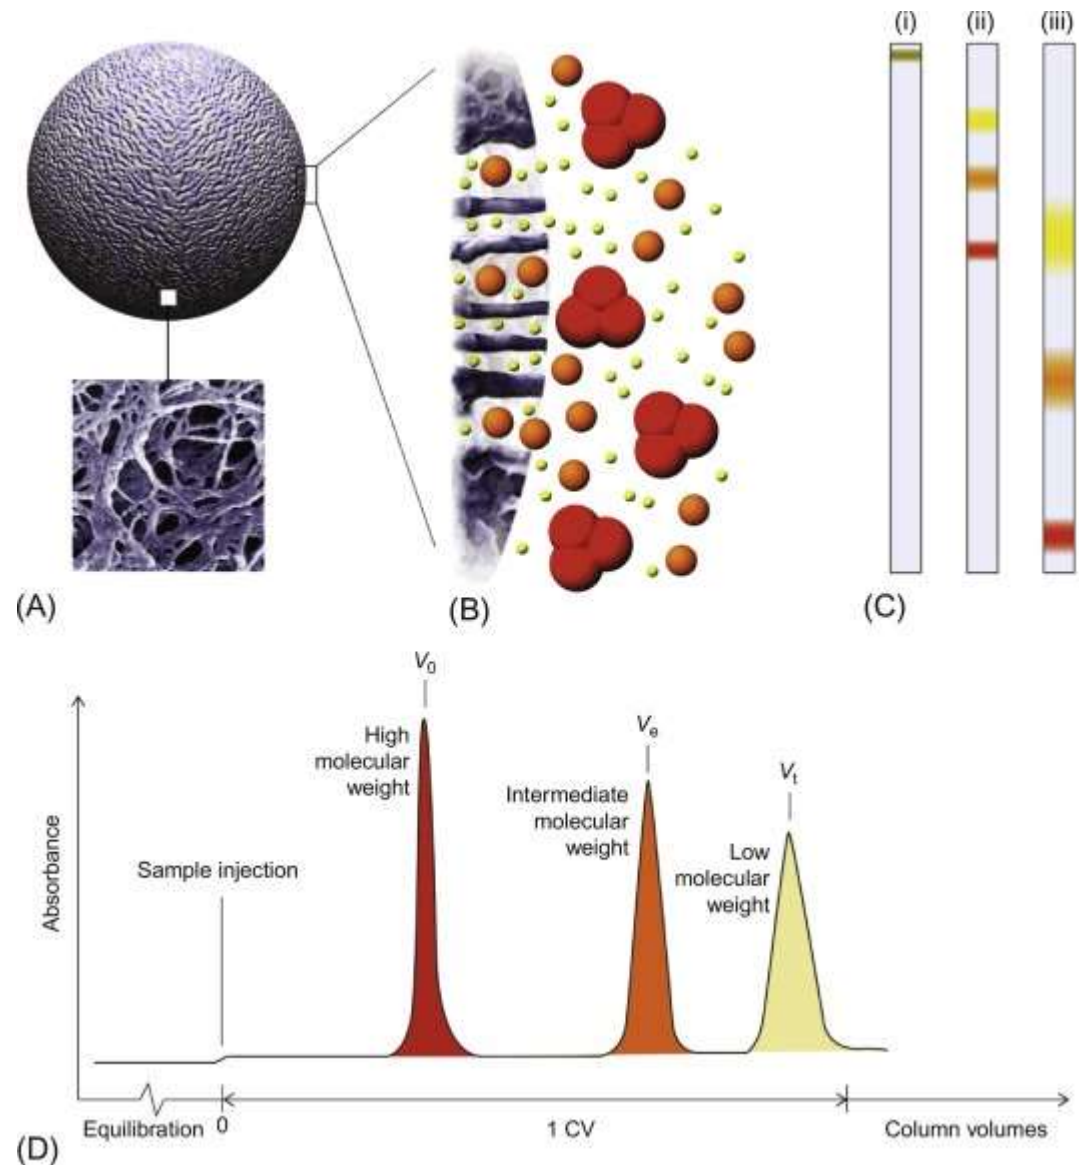 (i) (ii) (iii)
(A)
(B)
(C)
V0
High
molecular
weight
Ve
Intermediate
molecular
weight
Vt
Low
molecular
weight
Sample injection
Absorbance
Equilibration 0 1 CV Column volumes
(D)